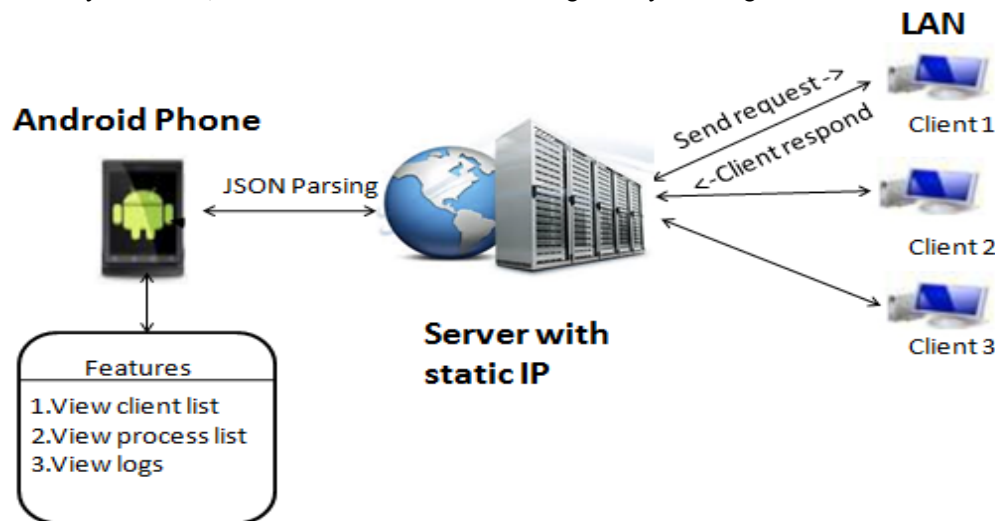 LAN
Send request->
<-Client respond
Client 1
Android Phone
JSON Parsing
Client 2
Server with
static IP
Client 3
Features
1.View client list
2.View process list
3.View logs